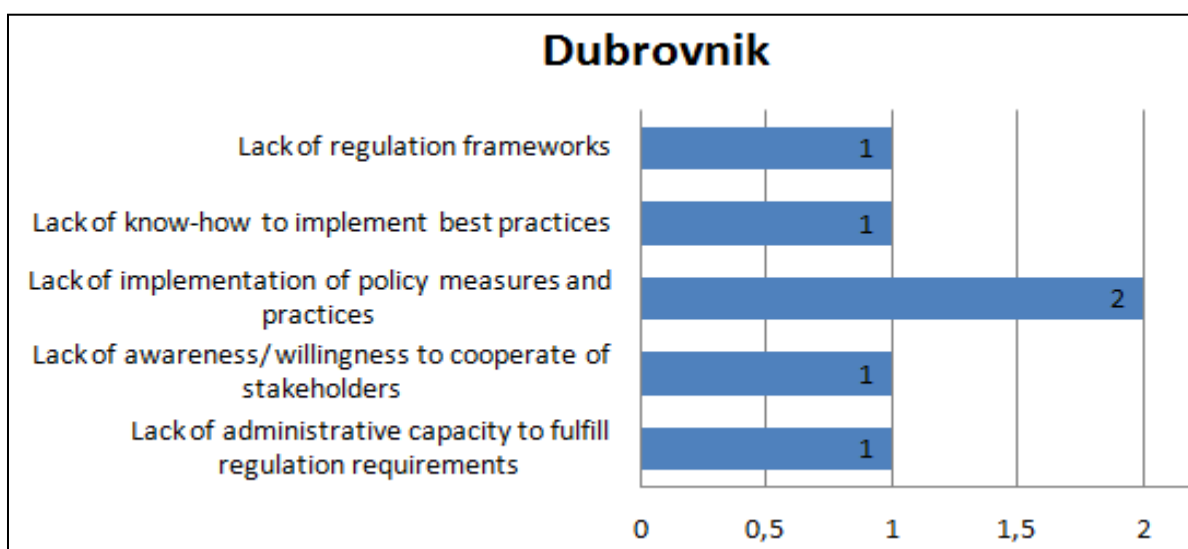 Dubrovnik
Lack of regulation frameworks
1
Lack of know-how to implement best practices
1
Lack of implementation of policy measures and
practices
2
Lack of awareness/ willingness to cooperate of
stakeholders
1
Lack of administrative capacity to fulfill
regulation requirements
1
0 0,5 1 1,5 2